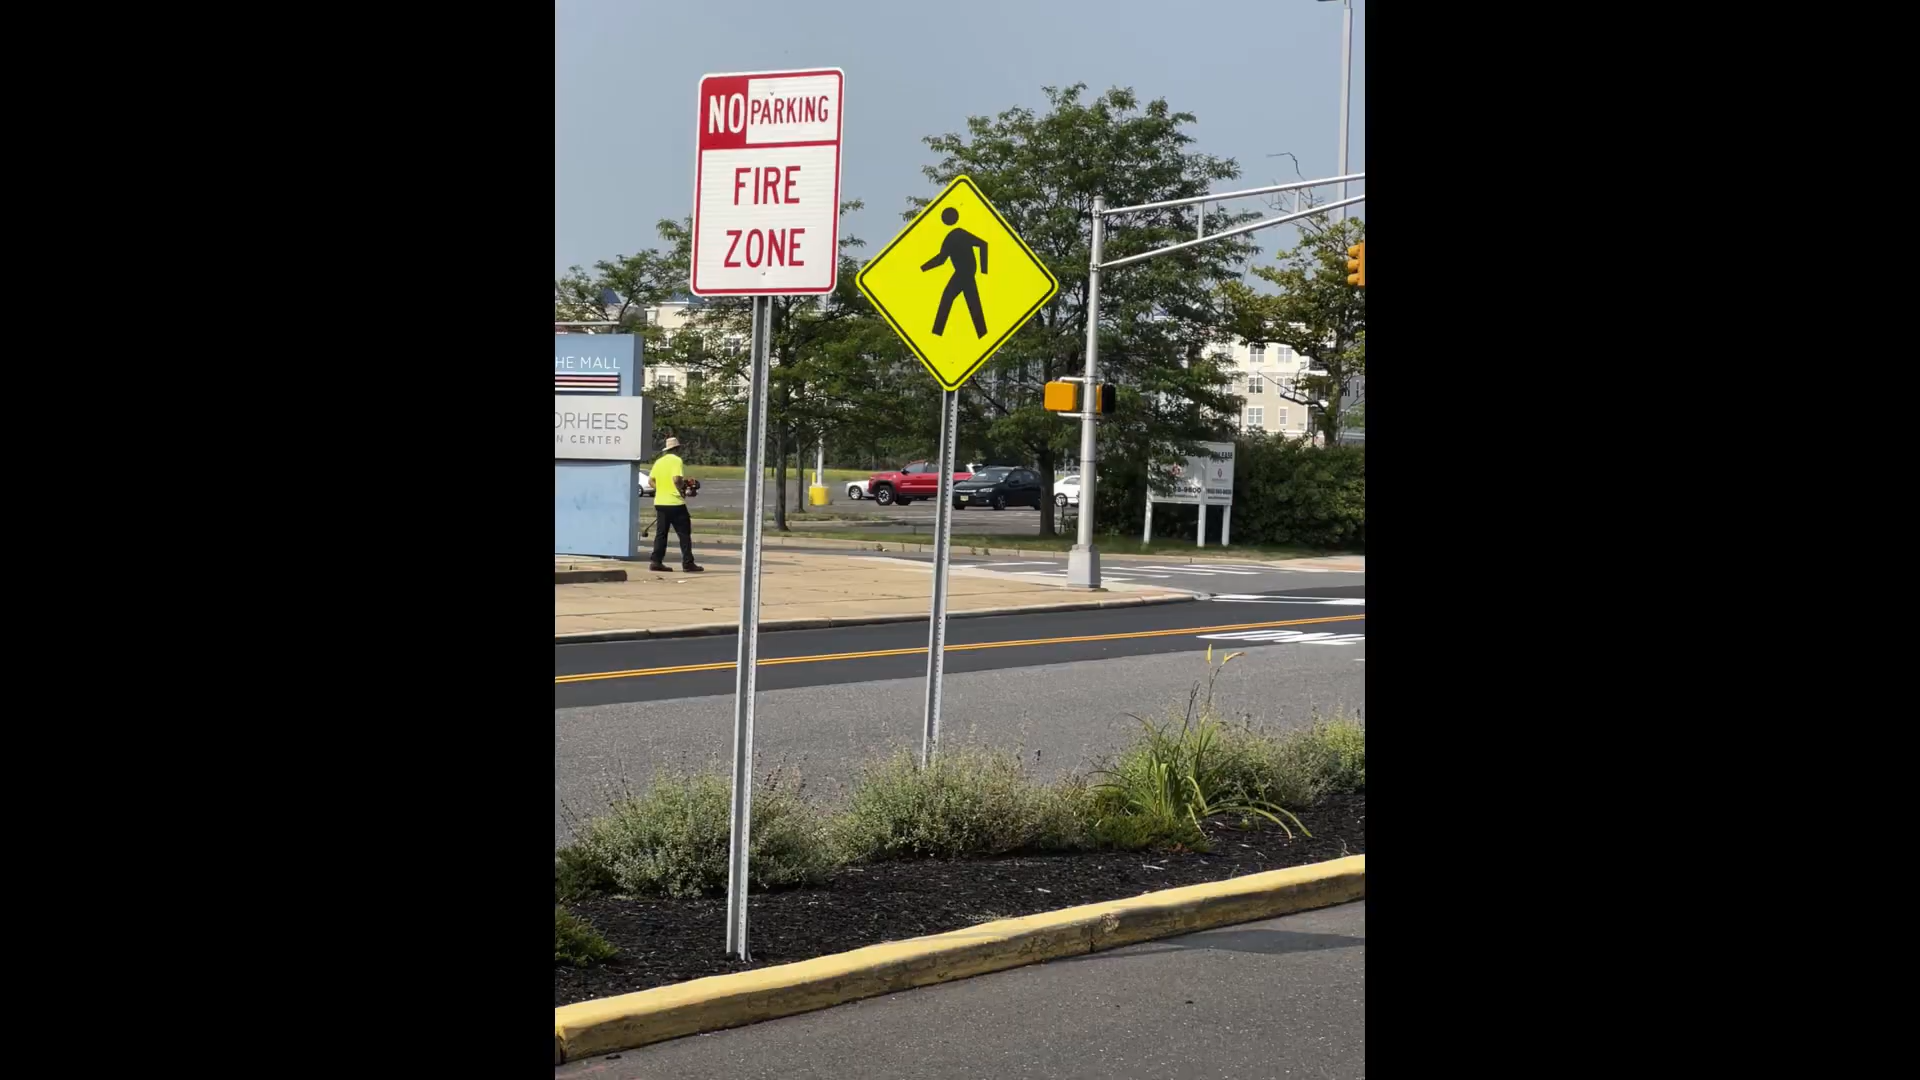 NO PARKING
FIRE
ZONE
HE MALL
ORHEES
N CENTER